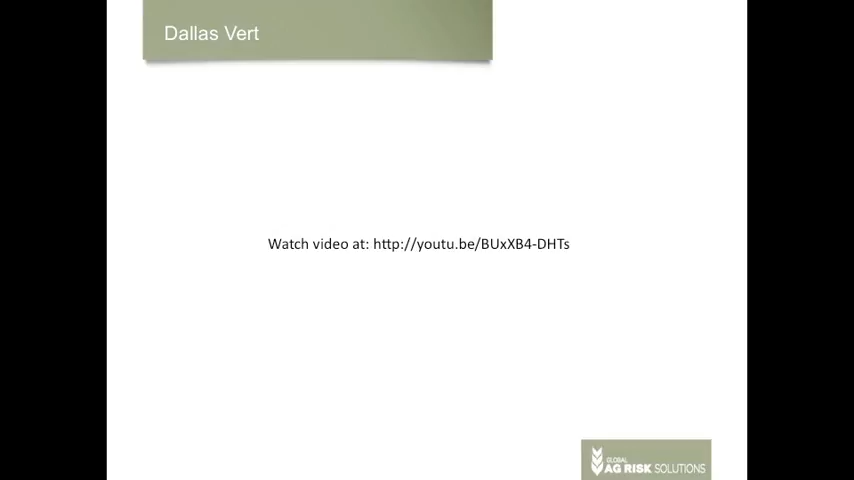 Dallas Vert
Watch video at: http://youtu.be/BUxXB4-DHTs
GLOBAL
AG RISK SOLUTIONS